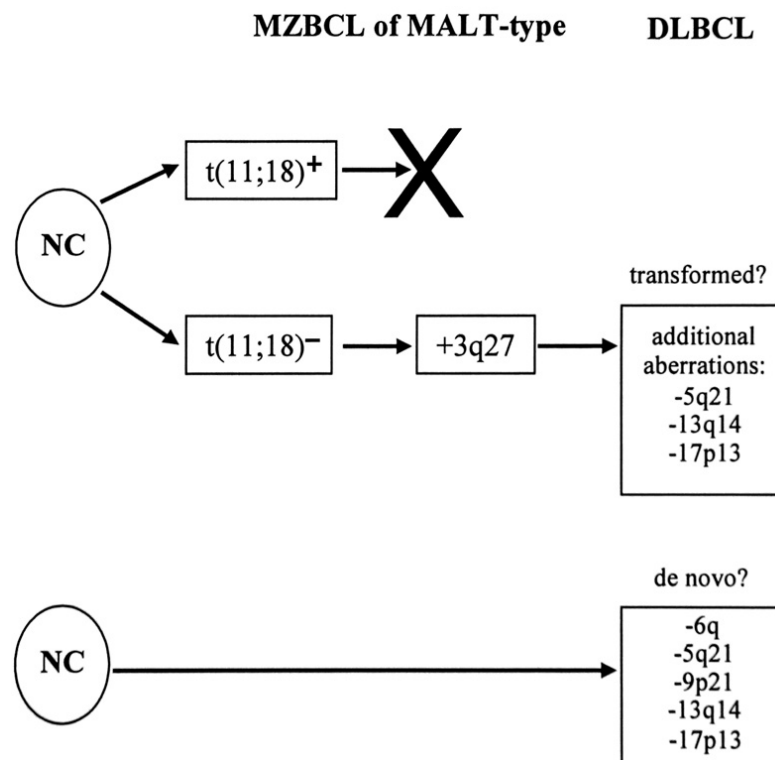 MZBCL of MALT-type DLBCL
t(11;18)+
NC
transformed?
t(11;18)−
+3q27
additional
aberrations:
-5q21
-13q14
-17p13
de novo?
NC
-6q
-5q21
-9p21
-13q14
-17p13